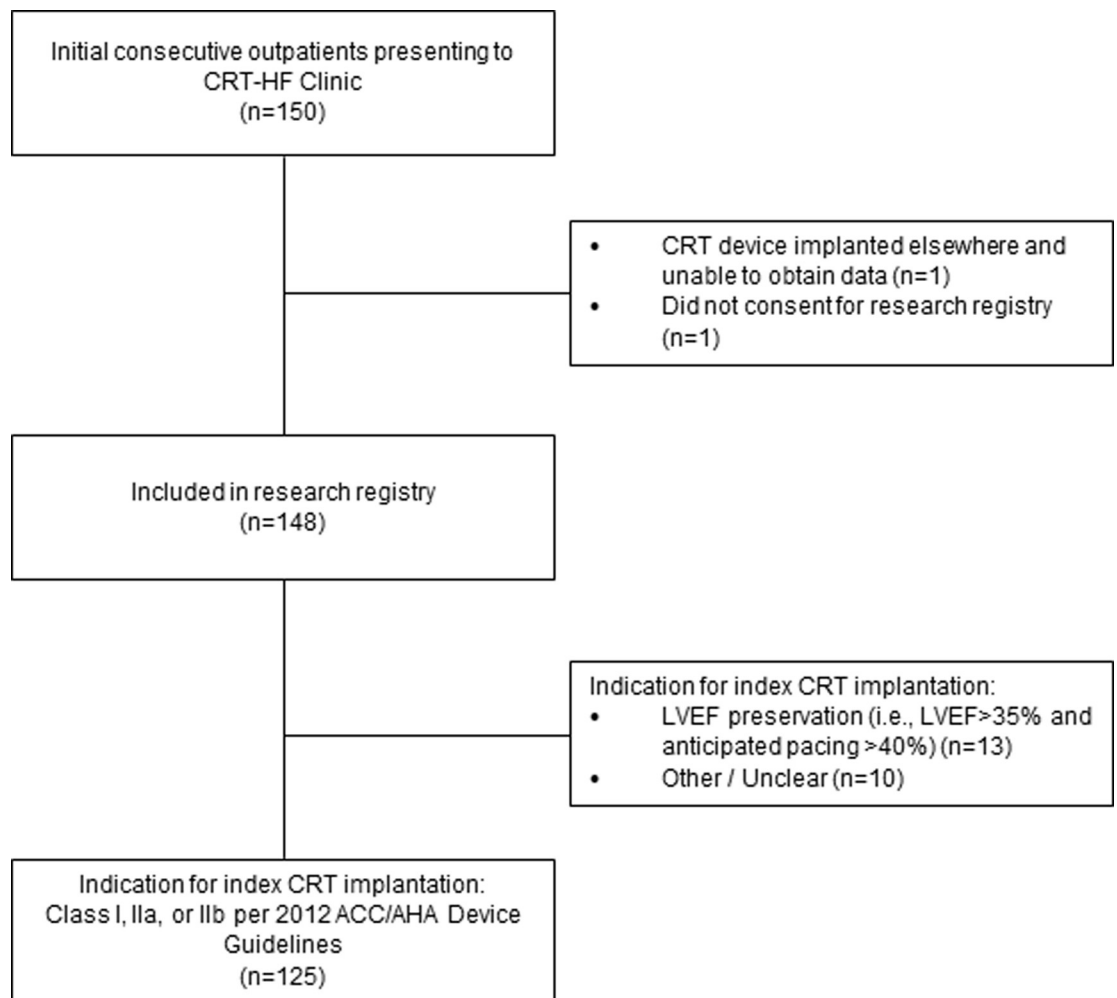 Initial consecutive outpatients presenting to
CRT-HF Clinic
(n=150)
• CRT device implanted elsewhere and
unable to obtain data (n=1)
• Did not consent for research registry
(n=1)
Included in research registry
(n=148)
Indication for index CRT implantation:
• LVEF preservation (i.e., LVEF>35% and
anticipated pacing >40%) (n=13)
• Other / Unclear (n=10)
Indication for index CRT implantation:
Class I, IIa, or IIb per 2012 ACC/AHA Device
Guidelines
(n=125)